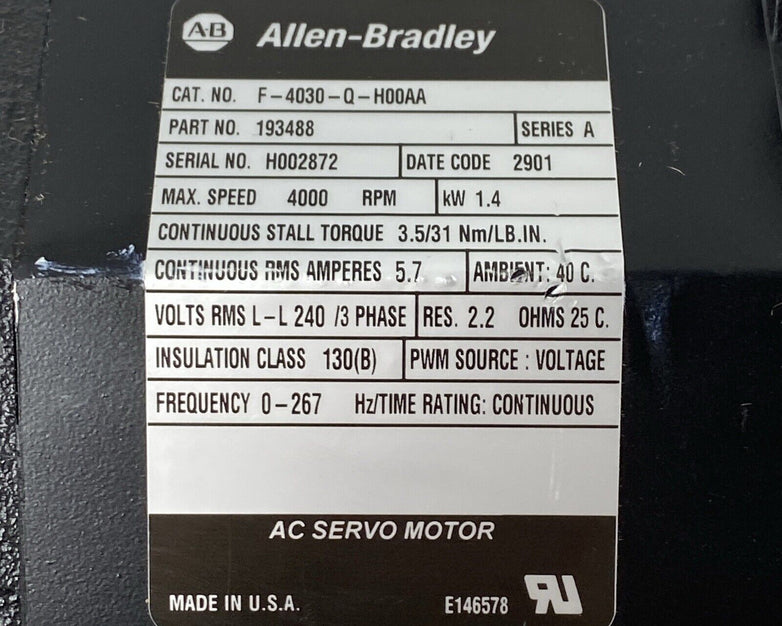 A-B Allen-Bradley
CAT. NO. F-4030-Q-H00AA
PART NO. 193488 SERIES A
SERIAL NO. H002872 DATE CODE 2901
MAX. SPEED 4000 RPM kW 1.4
CONTINUOUS STALL TORQUE 3.5/31 Nm/LB.IN.
CONTINUOUS RMS AMPERES 5.7 AMBIENT: 40 C.
VOLTS RMS L-L 240 /3 PHASE RES. 2.2 OHMS 25 C.
INSULATION CLASS 130(B) PWM SOURCE : VOLTAGE
FREQUENCY 0-267 Hz/TIME RATING: CONTINUOUS
AC SERVO MOTOR
MADE IN U.S.A. E146578 RU